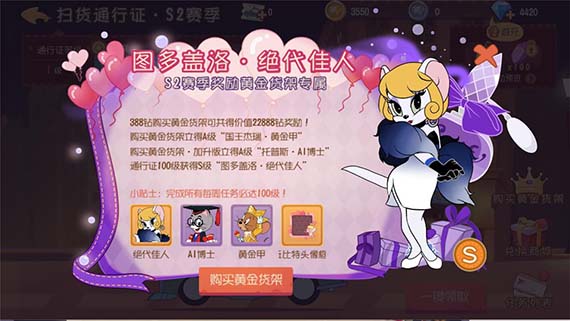 扫货通行证·S2赛季
3550
4420
图多盖洛·绝代佳人
S2赛季奖励黄金货架专属
388钻购买黄金货架可共得价值22888钻奖励！
购买黄金货架立得A级“国王杰瑞·黄金甲”
购买黄金货架·加升版立得A级“托普斯·AI博士”
通行证100级获得S级“图多盖洛·绝代佳人”
小贴士：完成所有每周任务必达100级！
绝代佳人
AI博士
黄金甲
i比特头像框
购买黄金货架
S
购买黄金货架
兑换商店
任务列表
一键领取